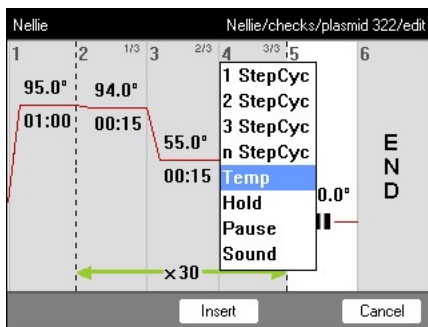 Nellie
Nellie/checks/plasmid 322/edit
1 2 1/3 3 2/3 4 3/3 5 6
95.0° 94.0°
01:00 00:15
55.0°
00:15
1 StepCyc
2 StepCyc
3 StepCyc
n StepCyc
Temp
Hold
Pause
Sound
0.0°
END
×30
Insert
Cancel